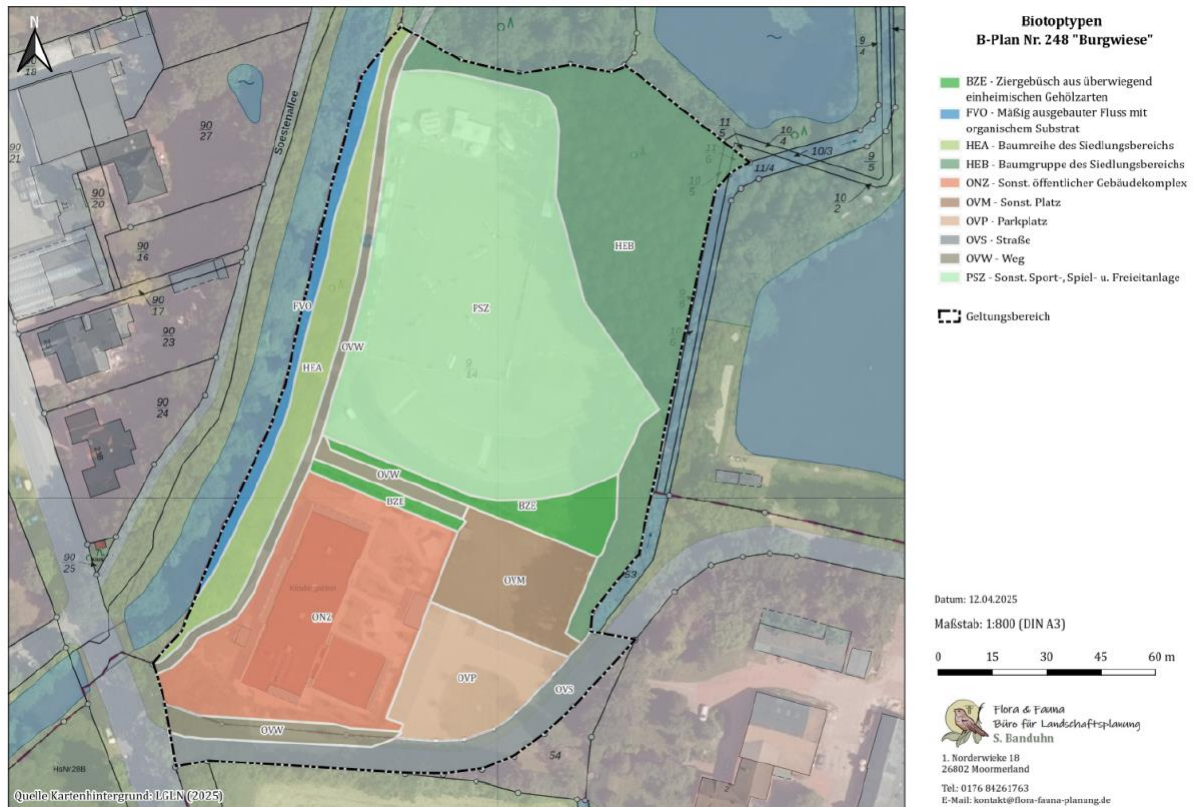 N
18
90
21
90
20
90
16
90
17
90
23
90
24
90
25
90
27
Soestenallee
HsNr28B
FVO
HEA
OVW
PSZ
9
14
HEB
OVW
BZE
BZE
OVM
ONZ
OVP
OVS
OVW
53
54
11
5
10
4
10/3
11/4
9
4
9
5
10
2
Quelle Kartenhintergrund: LGLN (2025)
Biotoptypen
B-Plan Nr. 248 "Burgwiese"
BZE - Ziergebüsch aus überwiegend
einheimischen Gehölzarten
FVO - Mäßig ausgebauter Fluss mit
organischem Substrat
HEA - Baumreihe des Siedlungsbereichs
HEB - Baumgruppe des Siedlungsbereichs
ONZ - Sonst. öffentlicher Gebäudekomplex
OVM - Sonst. Platz
OVP - Parkplatz
OVS - Straße
OVW - Weg
PSZ - Sonst. Sport-, Spiel- u. Freieitanlage
Geltungsbereich
Datum: 12.04.2025
Maßstab: 1:800 (DIN A3)
0 15 30 45 60 m
Flora & Fauna
Büro für Landschaftsplanung
S. Banduhn
1. Norderwieke 18
26802 Moormerland
Tel.: 0176 84261763
E-Mail: kontakt@flora-fauna-planung.de